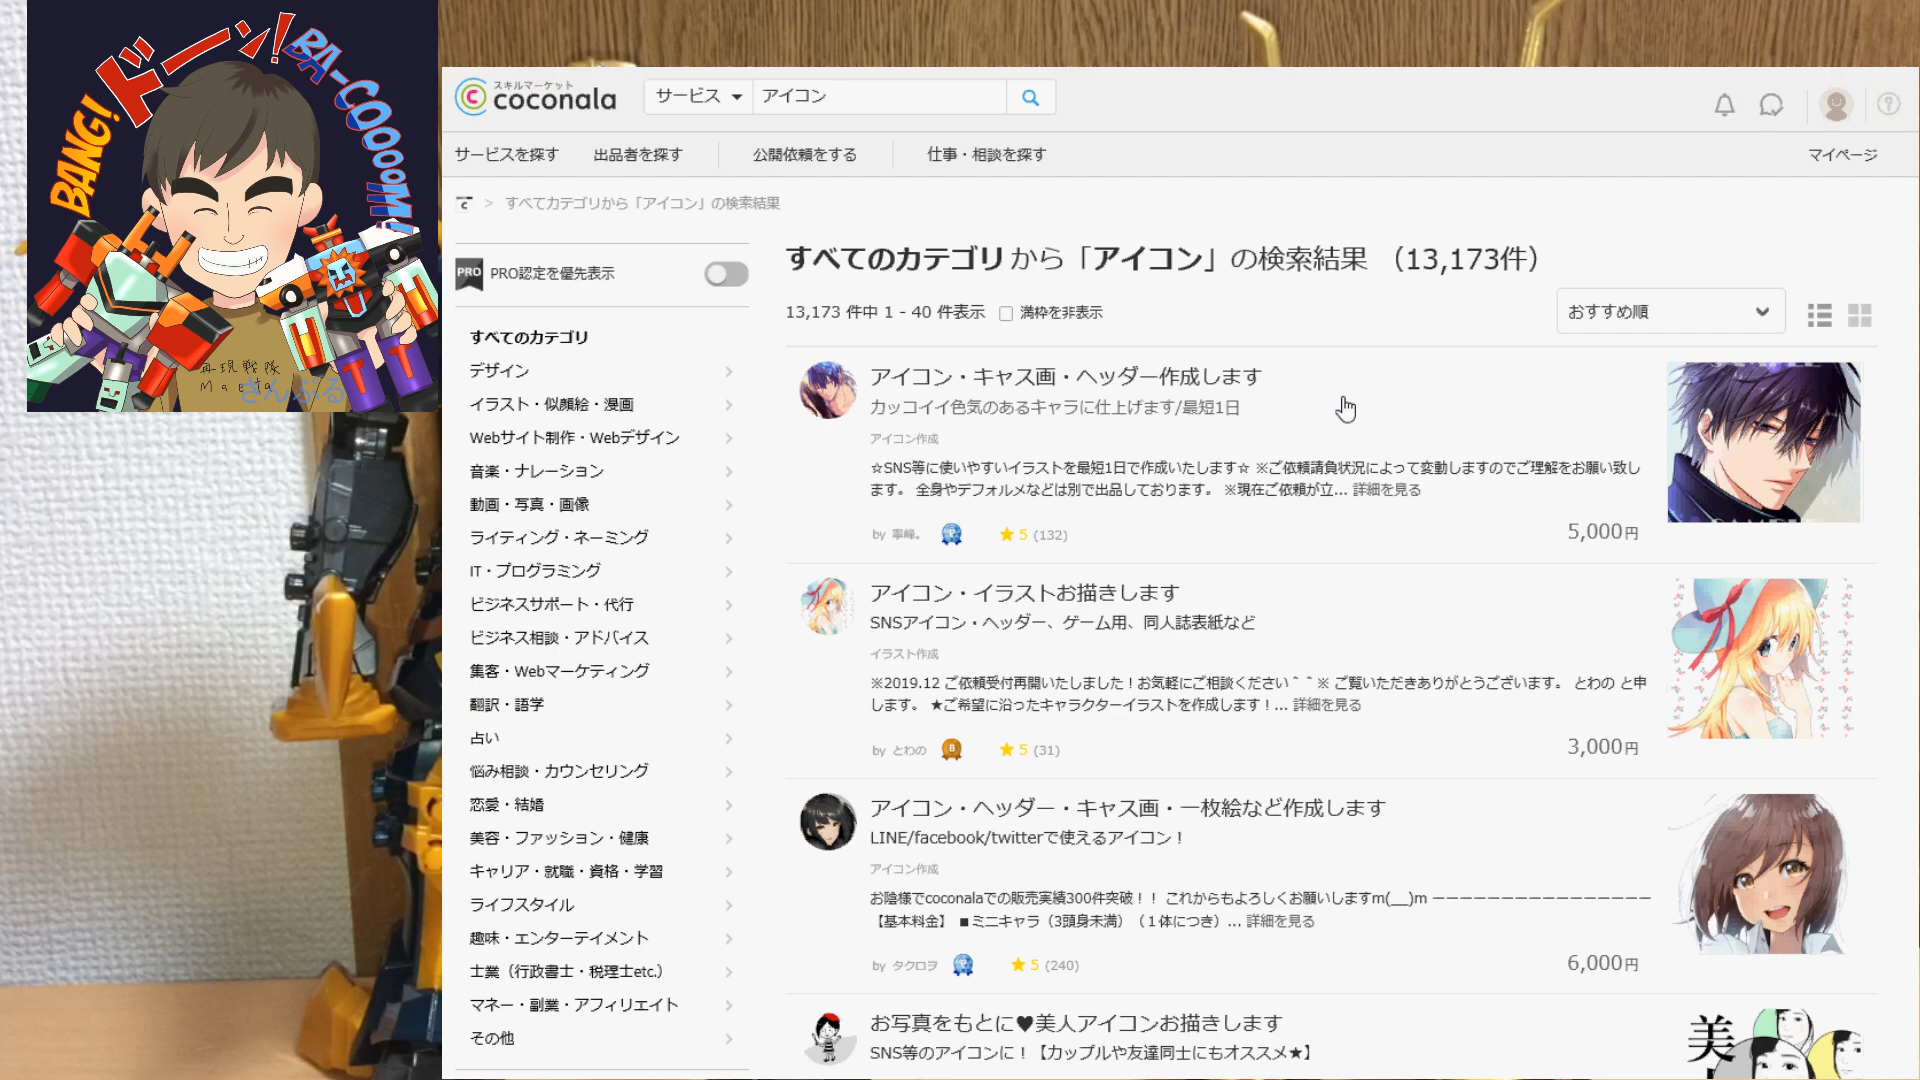 BANG!
ドーン!
BA-COOooM!
再現戦隊
Maeta
さんぷる
T T
スキルマーケット
coconala
サービス
アイコン
サービスを探す 出品者を探す 公開依頼をする 仕事・相談を探す マイページ
> すべてカテゴリから「アイコン」の検索結果
PRO PRO認定を優先表示
すべてのカテゴリ
デザイン
イラスト・似顔絵・漫画
Webサイト制作・Webデザイン
音楽・ナレーション
動画・写真・画像
ライティング・ネーミング
IT・プログラミング
ビジネスサポート・代行
ビジネス相談・アドバイス
集客・Webマーケティング
翻訳・語学
占い
悩み相談・カウンセリング
恋愛・結婚
美容・ファッション・健康
キャリア・就職・資格・学習
ライフスタイル
趣味・エンターテイメント
士業（行政書士・税理士etc.）
マネー・副業・アフィリエイト
その他
すべてのカテゴリ から「アイコン」の検索結果 （13,173件）
13,173 件中 1 - 40 件表示 満枠を非表示
おすすめ順
アイコン・キャス画・ヘッダー作成します
カッコイイ色気のあるキャラに仕上げます/最短1日
アイコン作成
☆SNS等に使いやすいイラストを最短1日で作成いたします☆ ※ご依頼請負状況によって変動しますのでご理解をお願い致し
ます。 全身やデフォルメなどは別で出品しております。 ※現在ご依頼が立... 詳細を見る
by 寧峰。 ★ 5 (132)
5,000円
アイコン・イラストお描きします
SNSアイコン・ヘッダー、ゲーム用、同人誌表紙など
イラスト作成
※2019.12 ご依頼受付再開いたしました！お気軽にご相談ください＾＾※ ご覧いただきありがとうございます。 とわの と申
します。 ★ご希望に沿ったキャラクターイラストを作成します！... 詳細を見る
by とわの B ★ 5 (31)
3,000円
アイコン・ヘッダー・キャス画・一枚絵など作成します
LINE/facebook/twitterで使えるアイコン！
アイコン作成
お陰様でcoconalaでの販売実績300件突破！！ これからもよろしくお願いしますm(__)m ーーーーーーーーーーーーーーーー
【基本料金】 ■ミニキャラ（3頭身未満）（１体につき）... 詳細を見る
by タクロヲ ★ 5 (240)
6,000円
お写真をもとに♥美人アイコンお描きします
SNS等のアイコンに！【カップルや友達同士にもオススメ★】
美